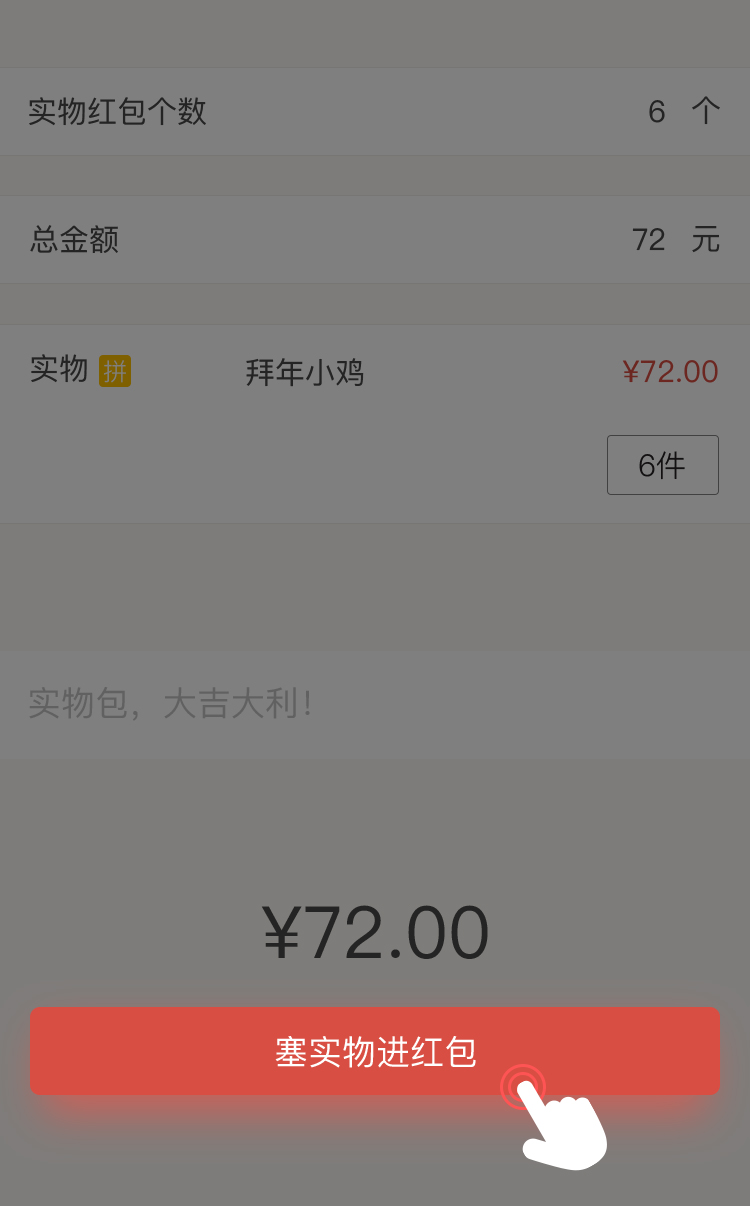 实物红包个数 6 个
总金额 72 元
实物 拼 拜年小鸡 ¥72.00
6件
实物包，大吉大利！
¥72.00
塞实物进红包